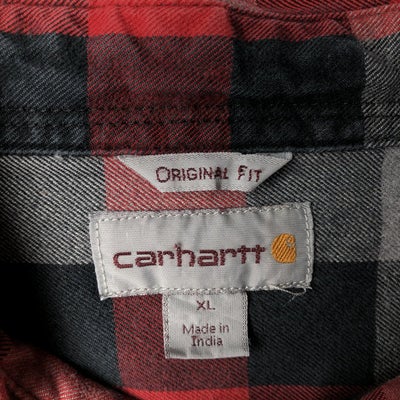 ORIGINAL FIT
carhartt
XL
Made in
India